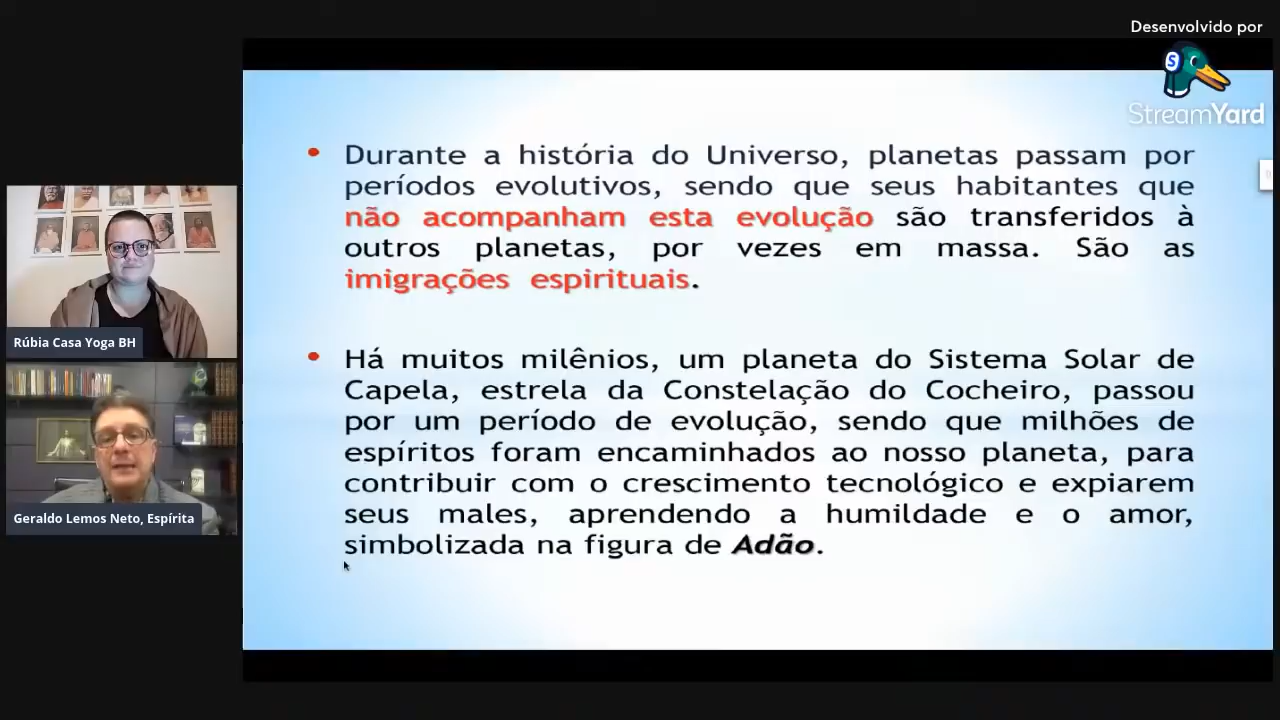 Desenvolvido por
StreamYard
Durante a história do Universo, planetas passam por
períodos evolutivos, sendo que seus habitantes que
não acompanham esta evolução são transferidos à
outros planetas, por vezes em massa. São as
imigrações espirituais.
Há muitos milênios, um planeta do Sistema Solar de
Capela, estrela da Constelação do Cocheiro, passou
por um período de evolução, sendo que milhões de
espíritos foram encaminhados ao nosso planeta, para
contribuir com o crescimento tecnológico e expiarem
seus males, aprendendo a humildade e o amor,
simbolizada na figura de Adão.
Rúbia Casa Yoga BH
Geraldo Lemos Neto, Espírita